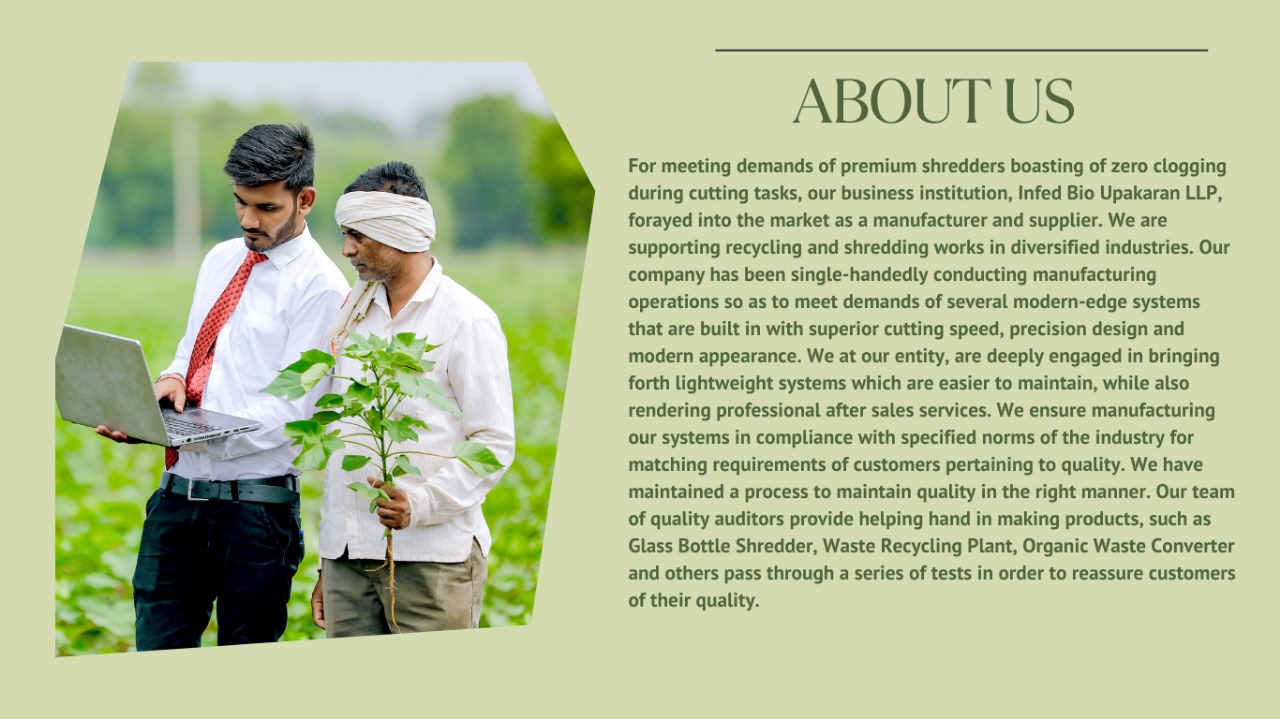 ABOUT US
For meeting demands of premium shredders boasting of zero clogging
during cutting tasks, our business institution, Infed Bio Upakaran LLP,
forayed into the market as a manufacturer and supplier. We are
supporting recycling and shredding works in diversified industries. Our
company has been single-handedly conducting manufacturing
operations so as to meet demands of several modern-edge systems
that are built in with superior cutting speed, precision design and
modern appearance. We at our entity, are deeply engaged in bringing
forth lightweight systems which are easier to maintain, while also
rendering professional after sales services. We ensure manufacturing
our systems in compliance with specified norms of the industry for
matching requirements of customers pertaining to quality. We have
maintained a process to maintain quality in the right manner. Our team
of quality auditors provide helping hand in making products, such as
Glass Bottle Shredder, Waste Recycling Plant, Organic Waste Converter
and others pass through a series of tests in order to reassure customers
of their quality.